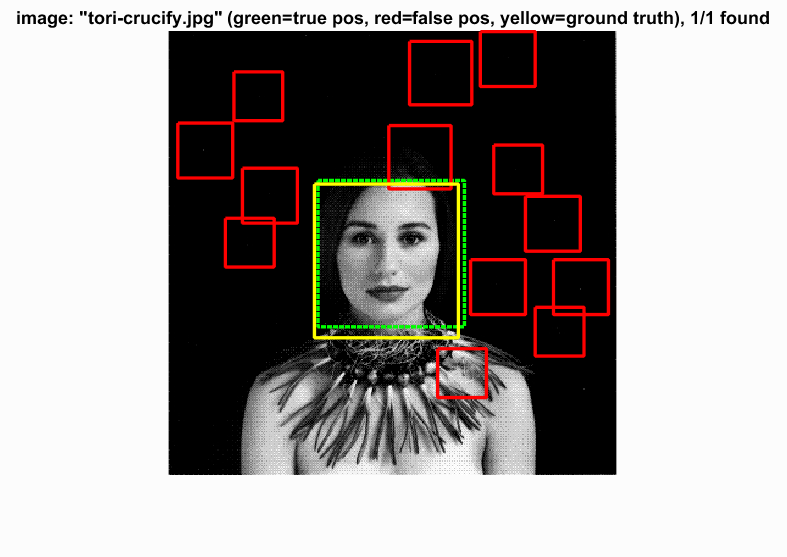 image: "tori-crucify.jpg" (green=true pos, red=false pos, yellow=ground truth), 1/1 found